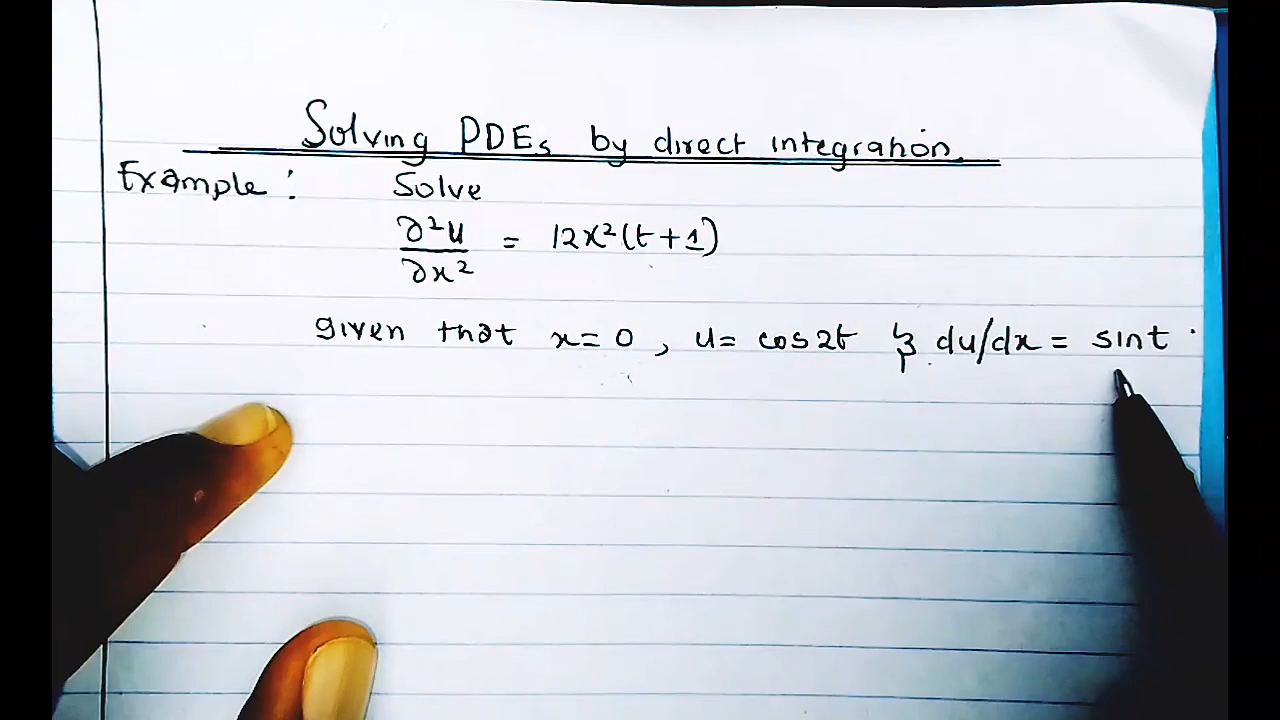 Solving PDEs by direct integration.
Example: Solve
∂²u/∂x² = 12x²(t+1)
given that x=0, u= cos2t & du/dx = sint.